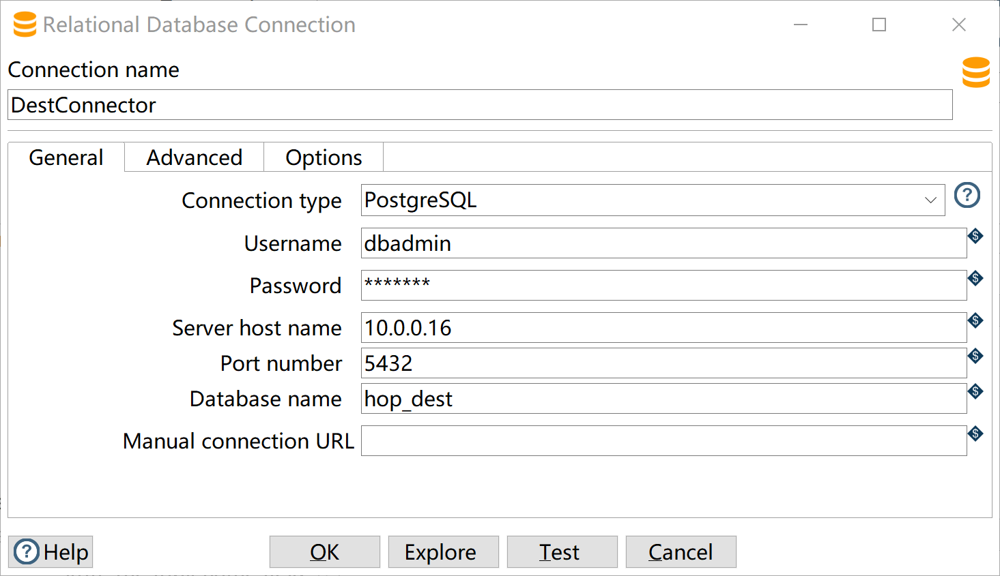 Relational Database Connection
Connection name
DestConnector
General Advanced Options
Connection type PostgreSQL
Username dbadmin
Password *******
Server host name 10.0.0.16
Port number 5432
Database name hop_dest
Manual connection URL
Help OK Explore Test Cancel